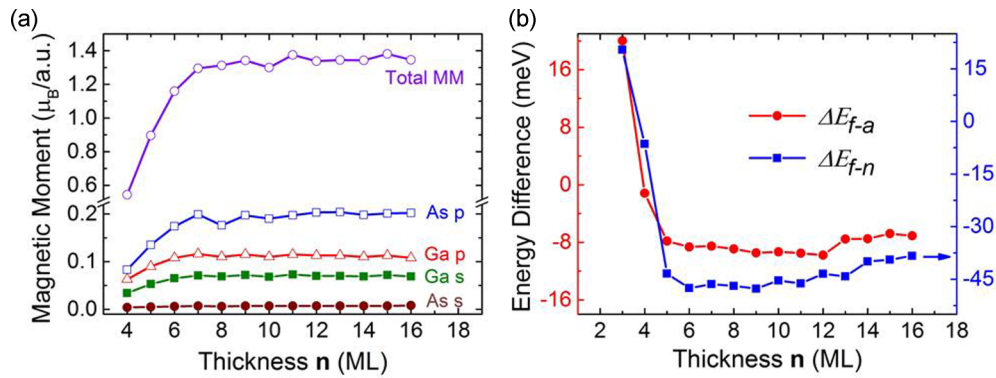 (a)
Magnetic Moment (μB/a.u.)
1.4
1.2
1.0
0.8
0.6
0.2
0.1
0.0
Total MM
As p
Ga p
Ga s
As s
4 6 8 10 12 14 16 18
Thickness n (ML)
(b)
Energy Difference (meV)
20
8
0
-8
-16
ΔEf-a
ΔEf-n
15
0
-15
-30
-45
2 4 6 8 10 12 14 16 18
Thickness n (ML)